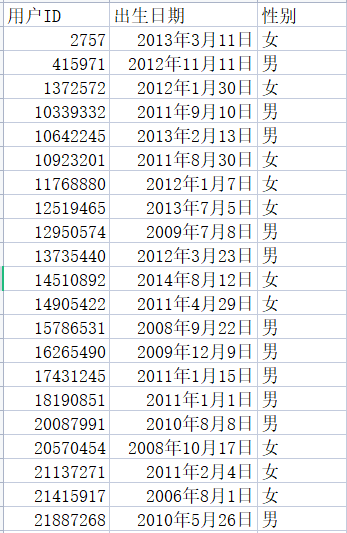 用户ID 出生日期 性别
2757 2013年3月11日 女
415971 2012年11月11日 男
1372572 2012年1月30日 女
10339332 2011年9月10日 男
10642245 2013年2月13日 男
10923201 2011年8月30日 女
11768880 2012年1月7日 女
12519465 2013年7月5日 女
12950574 2009年7月8日 男
13735440 2012年3月23日 男
14510892 2014年8月12日 女
14905422 2011年4月29日 女
15786531 2008年9月22日 男
16265490 2009年12月9日 男
17431245 2011年1月15日 男
18190851 2011年1月1日 男
20087991 2010年8月8日 男
20570454 2008年10月17日 女
21137271 2011年2月4日 女
21415917 2006年8月1日 女
21887268 2010年5月26日 男